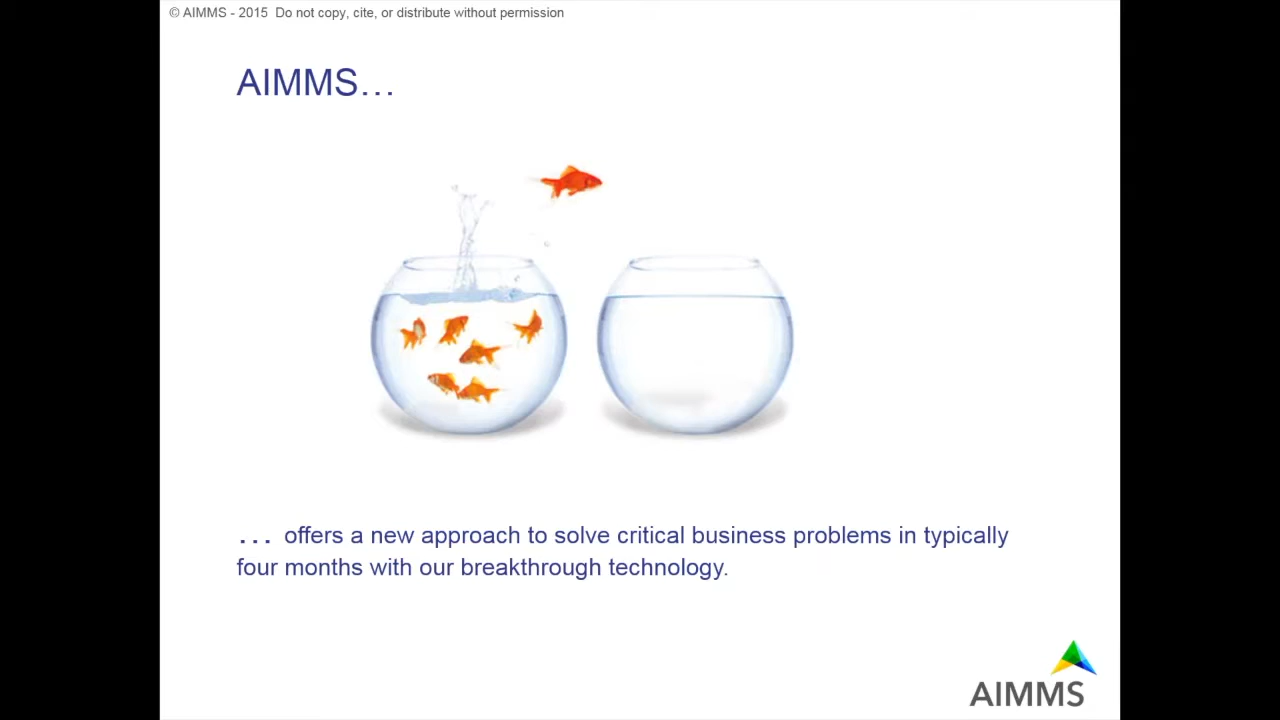 © AIMMS - 2015 Do not copy, cite, or distribute without permission
AIMMS…
… offers a new approach to solve critical business problems in typically
four months with our breakthrough technology.
AIMMS